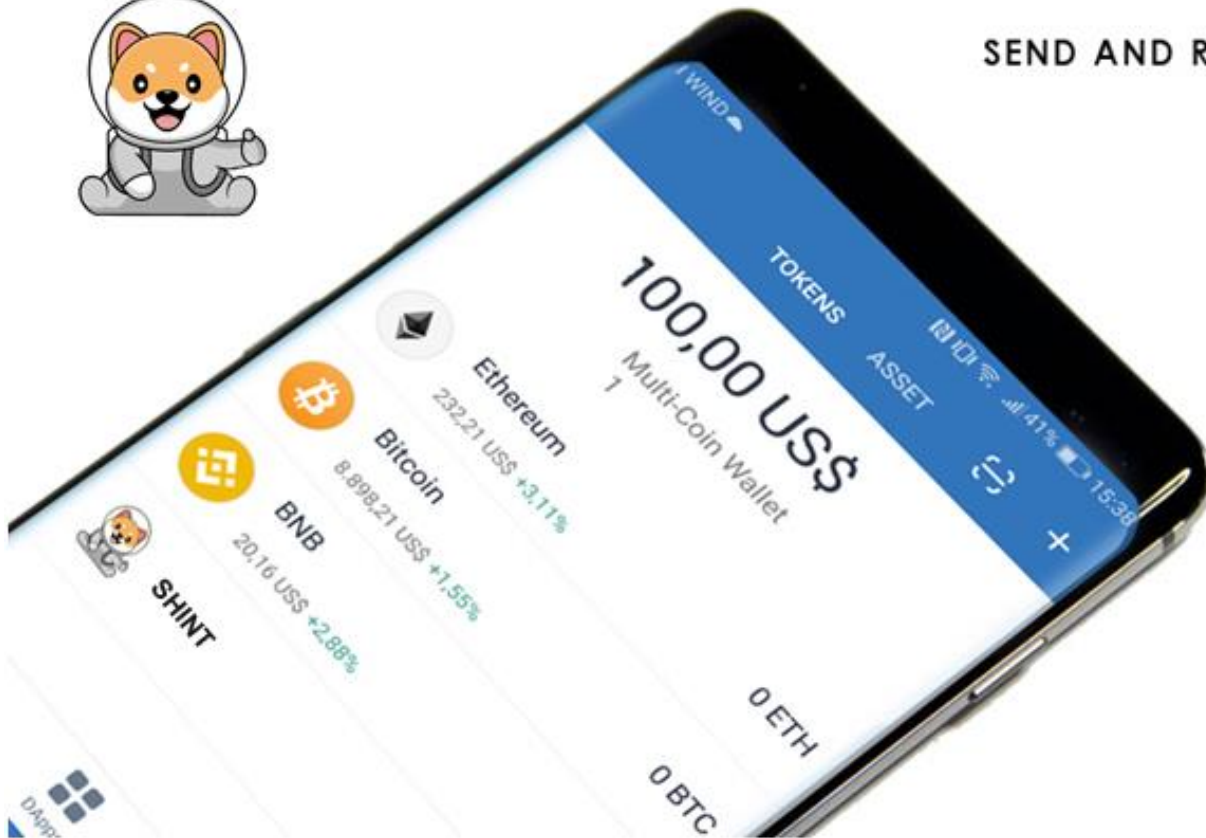 SEND AND R
WIND
41% 15:38
TOKENS
ASSET
+
100,00 US$
Multi-Coin Wallet
1
Ethereum
232,21 US$ +3,11%
0 ETH
Bitcoin
8.898,21 US$ +1,55%
0 BTC
BNB
20,16 US$ +2,88%
SHINT
DApps